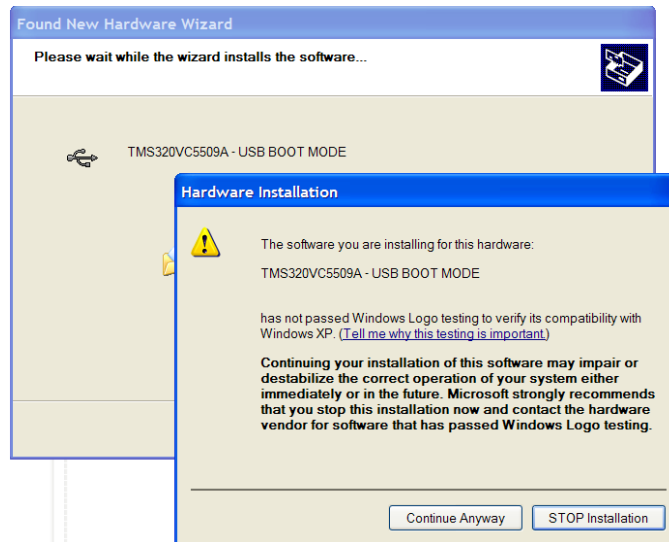 Found New Hardware Wizard
Please wait while the wizard installs the software...
TMS320VC5509A - USB BOOT MODE
Hardware Installation
The software you are installing for this hardware:
TMS320VC5509A - USB BOOT MODE
has not passed Windows Logo testing to verify its compatibility with
Windows XP. (Tell me why this testing is important.)
Continuing your installation of this software may impair or
destabilize the correct operation of your system either
immediately or in the future. Microsoft strongly recommends
that you stop this installation now and contact the hardware
vendor for software that has passed Windows Logo testing.
Continue Anyway
STOP Installation